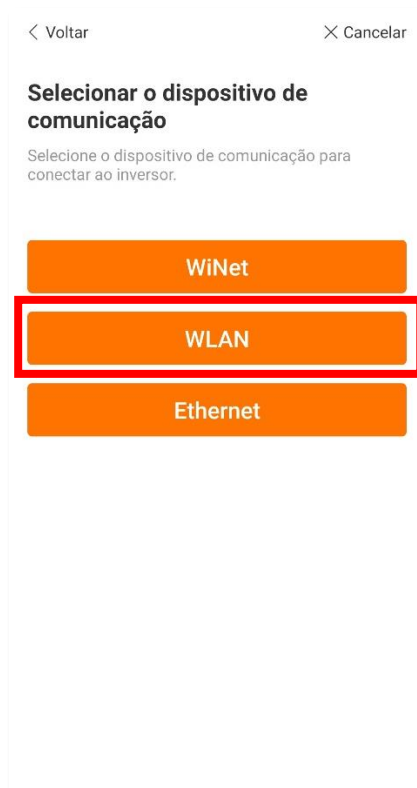 Voltar
Cancelar
Selecionar o dispositivo de
comunicação
Selecione o dispositivo de comunicação para
conectar ao inversor.
WiNet
WLAN
Ethernet